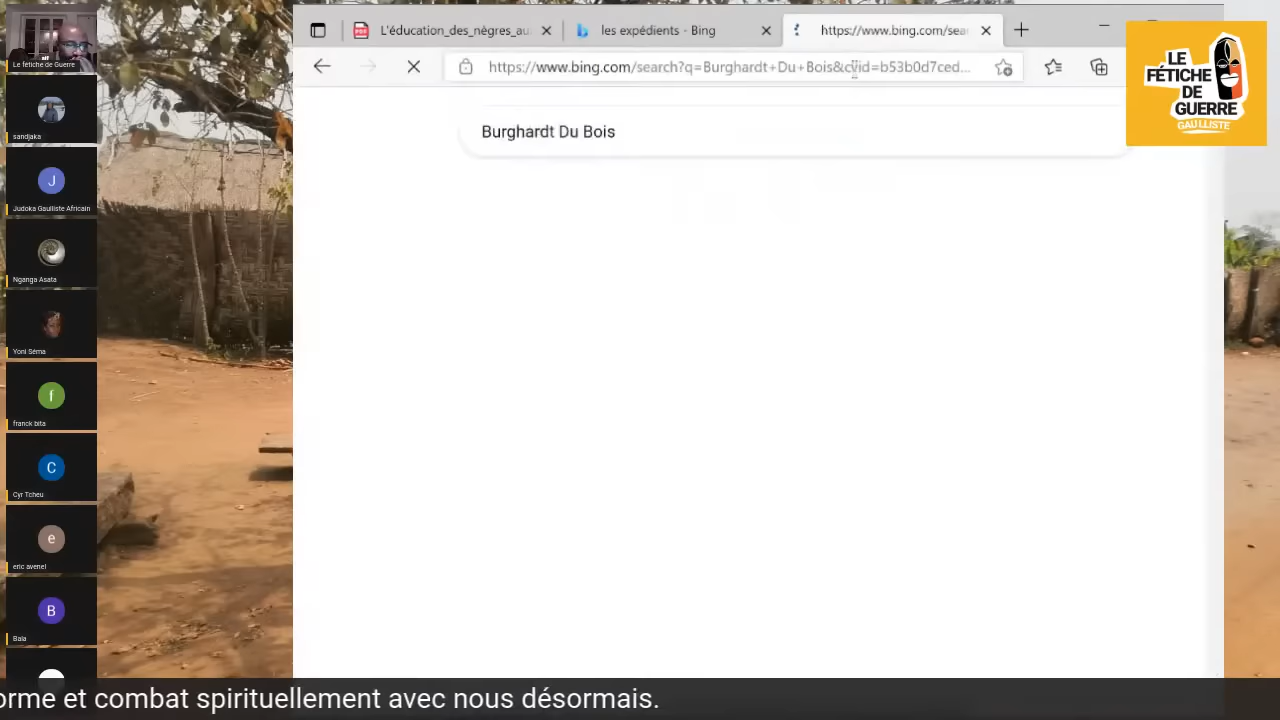 L'éducation_des_nègres_au
les expédients - Bing
https://www.bing.com/sea
https://www.bing.com/search?q=Burghardt+Du+Bois&cvid=b53b0d7ced...
Burghardt Du Bois
LE
FÉTICHE
DE
GUERRE
GAULLISTE
Le fétiche de Guerre
sandjaka
J
Judoka Gaulliste Africain
Nganga Asata
Yoni Séma
f
franck bita
C
Cyr Tcheu
e
eric avenel
B
Bala
orme et combat spirituellement avec nous désormais.